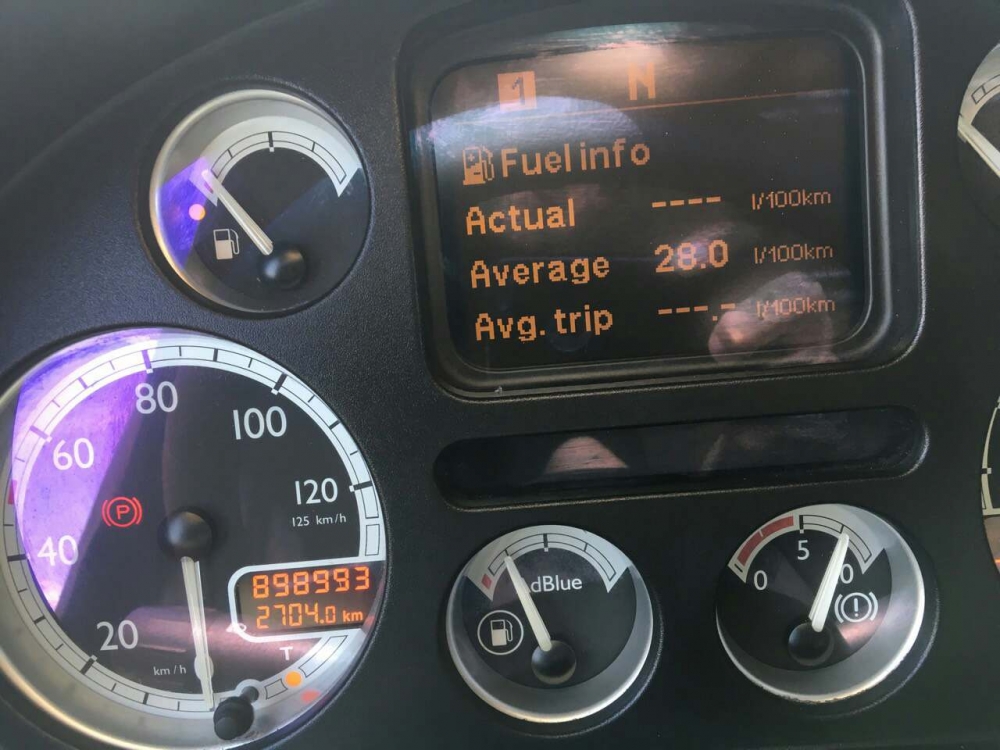 1 N
Fuel info
Actual ---- l/100km
Average 28.0 l/100km
Avg. trip ---.- l/100km
80
100
60
120
125 km/h
P
40
898993
2704.0 km
20
km/h
T
dBlue
5
0
0